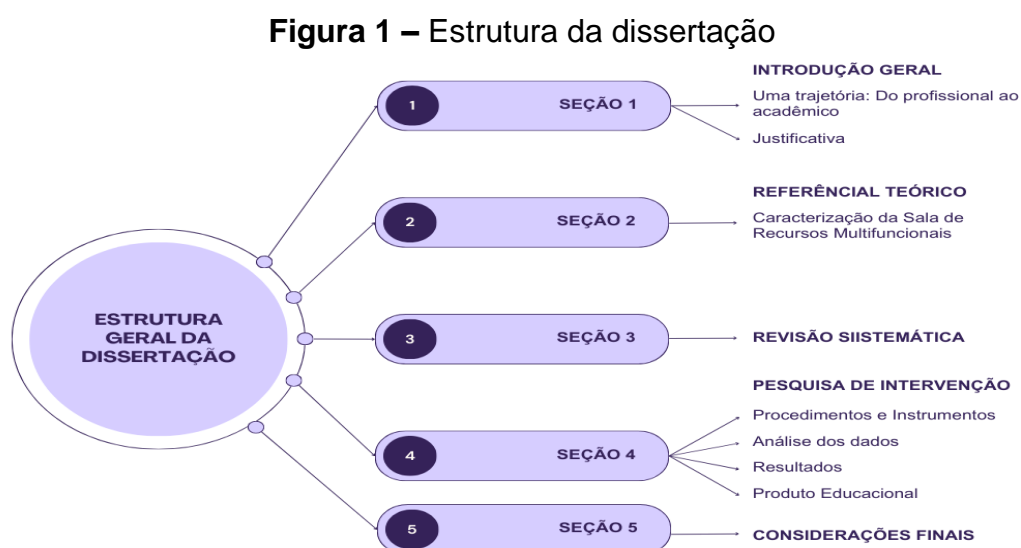 Figura 1 – Estrutura da dissertação
ESTRUTURA
GERAL DA
DISSERTAÇÃO
1
SEÇÃO 1
INTRODUÇÃO GERAL
Uma trajetória: Do profissional ao
acadêmico
Justificativa
2
SEÇÃO 2
REFERÊNCIAL TEÓRICO
Caracterização da Sala de
Recursos Multifuncionais
3
SEÇÃO 3
REVISÃO SIISTEMÁTICA
4
SEÇÃO 4
PESQUISA DE INTERVENÇÃO
Procedimentos e Instrumentos
Análise dos dados
Resultados
Produto Educacional
5
SEÇÃO 5
CONSIDERAÇÕES FINAIS